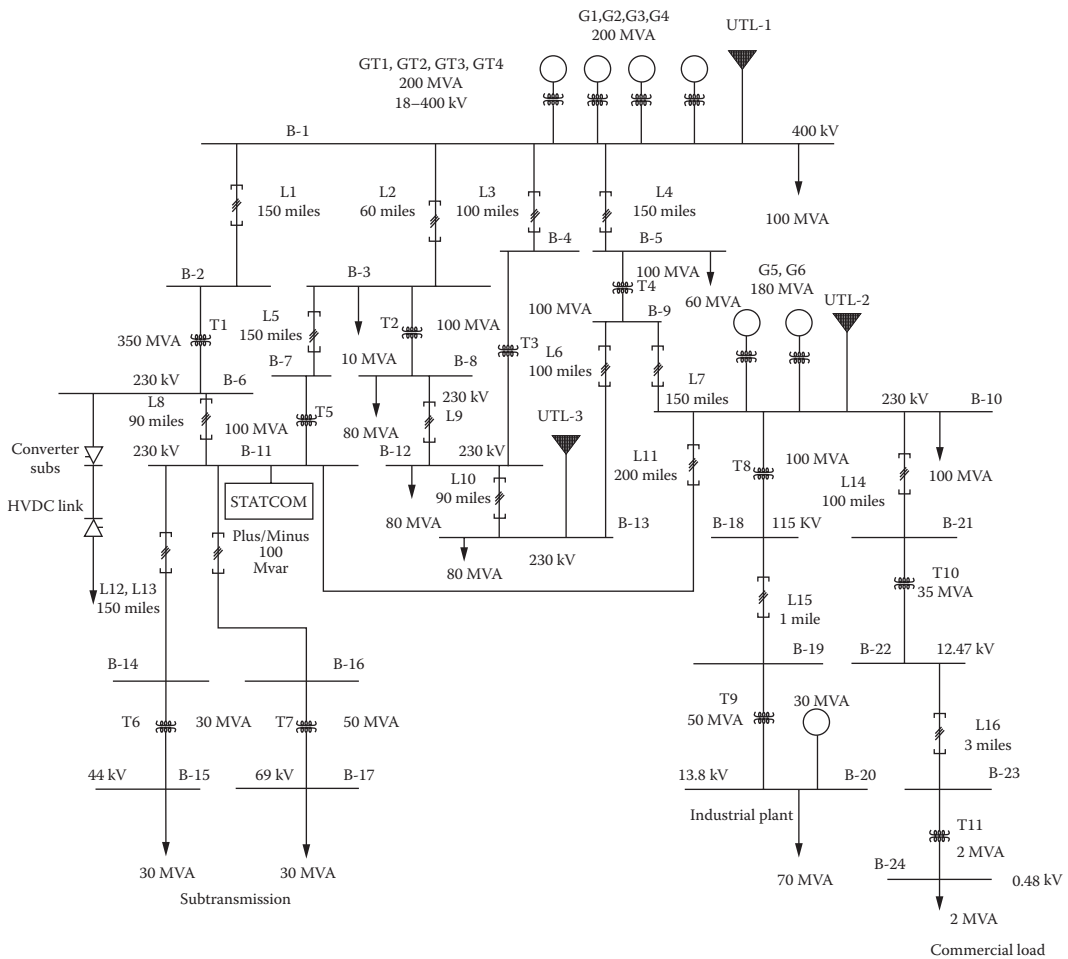 G1,G2,G3,G4
200 MVA
UTL-1
GT1, GT2, GT3, GT4
200 MVA
18–400 kV
B-1
400 kV
L1
150 miles
L2
60 miles
L3
100 miles
L4
150 miles
100 MVA
B-4
B-5
B-2
B-3
100 MVA
T4
60 MVA
G5, G6
180 MVA
UTL-2
350 MVA
T1
L5
150 miles
T2
100 MVA
10 MVA
100 MVA
B-9
T3
L6
100 miles
B-7
B-8
L7
150 miles
230 kV
B-6
230 kV
B-10
L8
90 miles
100 MVA
T5
80 MVA
230 kV
L9
UTL-3
Converter
subs
HVDC link
230 kV
B-11
B-12
230 kV
L11
200 miles
T8
100 MVA
L14
100 miles
100 MVA
STATCOM
Plus/Minus
100
Mvar
L10
90 miles
80 MVA
B-13
80 MVA
230 kV
B-18
115 KV
B-21
L12, L13
150 miles
L15
1 mile
T10
35 MVA
B-14
B-16
B-19
B-22
12.47 kV
T6
30 MVA
T7
50 MVA
T9
50 MVA
30 MVA
L16
3 miles
44 kV
B-15
69 kV
B-17
13.8 kV
B-20
B-23
Industrial plant
T11
2 MVA
30 MVA
30 MVA
70 MVA
B-24
0.48 kV
Subtransmission
2 MVA
Commercial load